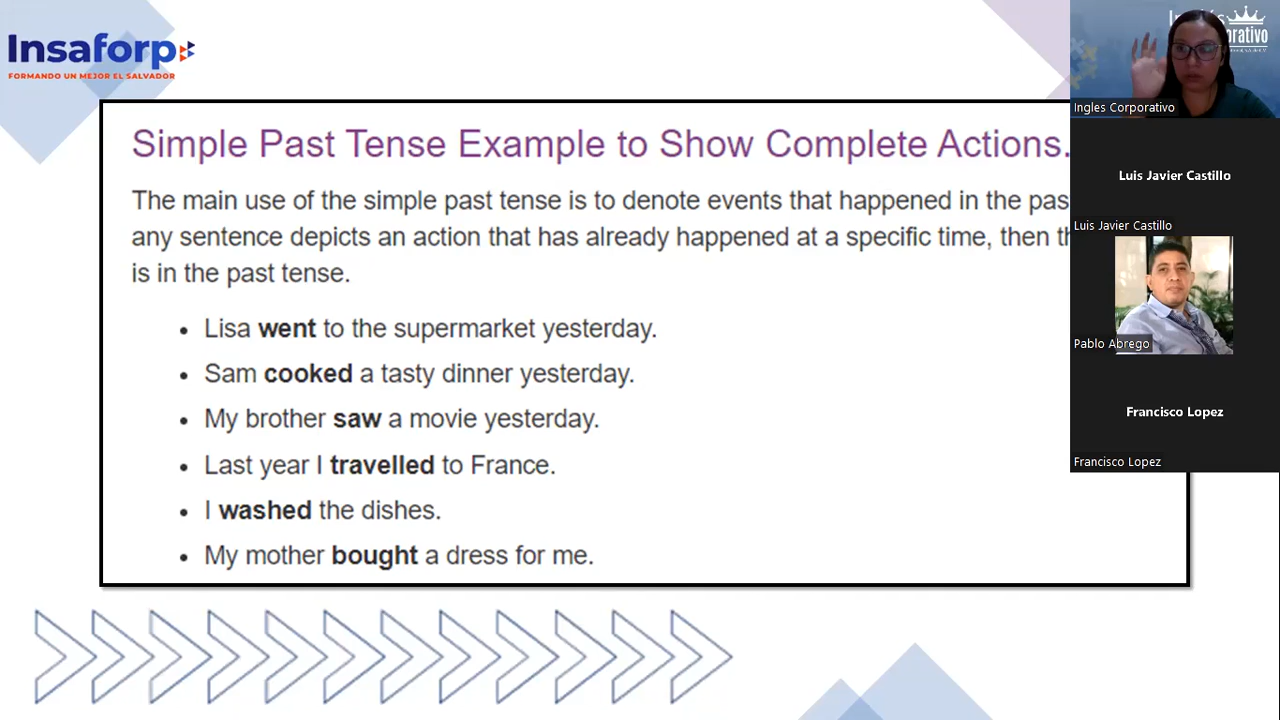 Insaforp
FORMANDO UN MEJOR EL SALVADOR
Simple Past Tense Example to Show Complete Actions.
The main use of the simple past tense is to denote events that happened in the
any sentence depicts an action that has already happened at a specific time, then
is in the past tense.
Lisa went to the supermarket yesterday.
Sam cooked a tasty dinner yesterday.
My brother saw a movie yesterday.
Last year I travelled to France.
I washed the dishes.
My mother bought a dress for me.
Ingles Corporativo
Luis Javier Castillo
Luis Javier Castillo
Pablo Abrego
Francisco Lopez
Francisco Lopez